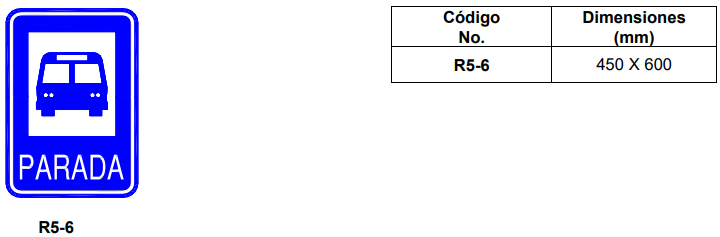 PARADA
R5-6
Código No. Dimensiones (mm)
R5-6 450 X 600